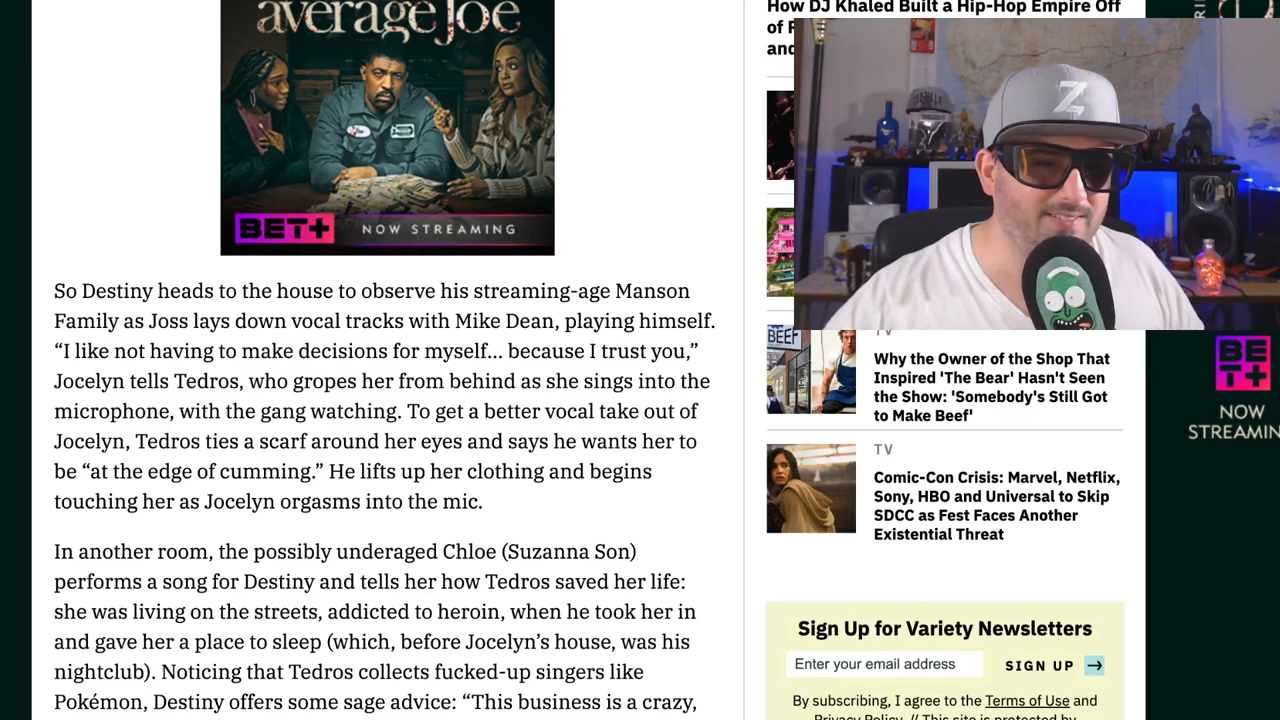 average Joe
BET+ NOW STREAMING
So Destiny heads to the house to observe his streaming-age Manson
Family as Joss lays down vocal tracks with Mike Dean, playing himself.
“I like not having to make decisions for myself... because I trust you,”
Jocelyn tells Tedros, who gropes her from behind as she sings into the
microphone, with the gang watching. To get a better vocal take out of
Jocelyn, Tedros ties a scarf around her eyes and says he wants her to
be “at the edge of cumming.” He lifts up her clothing and begins
touching her as Jocelyn orgasms into the mic.
In another room, the possibly underaged Chloe (Suzanna Son)
performs a song for Destiny and tells her how Tedros saved her life:
she was living on the streets, addicted to heroin, when he took her in
and gave her a place to sleep (which, before Jocelyn’s house, was his
nightclub). Noticing that Tedros collects fucked-up singers like
Pokémon, Destiny offers some sage advice: “This business is a crazy,
How DJ Khaled Built a Hip-Hop Empire Off
of
and
Z
BEEF
TV
Why the Owner of the Shop That
Inspired 'The Bear' Hasn't Seen
the Show: 'Somebody's Still Got
to Make Beef'
TV
Comic-Con Crisis: Marvel, Netflix,
Sony, HBO and Universal to Skip
SDCC as Fest Faces Another
Existential Threat
Sign Up for Variety Newsletters
Enter your email address SIGN UP →
By subscribing, I agree to the Terms of Use and
Privacy Policy. // This site is protected by
BET+
NOW
STREAMIN